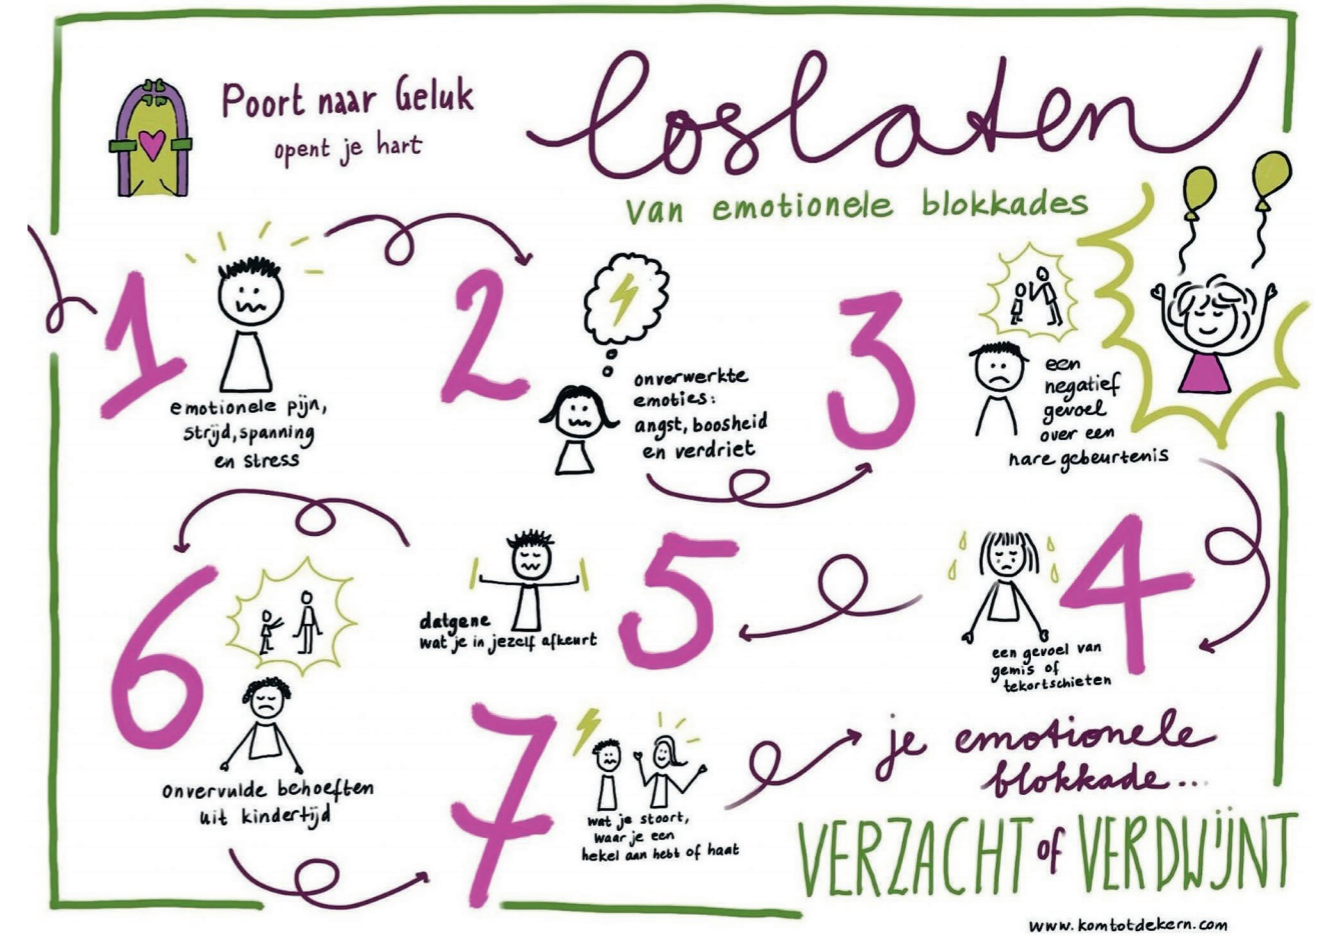 Poort naar Geluk
opent je hart
loslaten
van emotionele blokkades
1
emotionele pijn,
strijd, spanning
en stress
2
onverwerkte
emoties:
angst, boosheid
en verdriet
3
een
negatief
gevoel
over een
nare gebeurtenis
4
een gevoel van
gemis of
tekortschieten
5
datgene
wat je in jezelf afkeurt
6
onvervulde behoeften
uit kindertijd
7
wat je stoort,
waar je een
hekel aan hebt of haat
je emotionele
blokkade...
VERZACHT of VERDWIJNT
www.komtotdekern.com